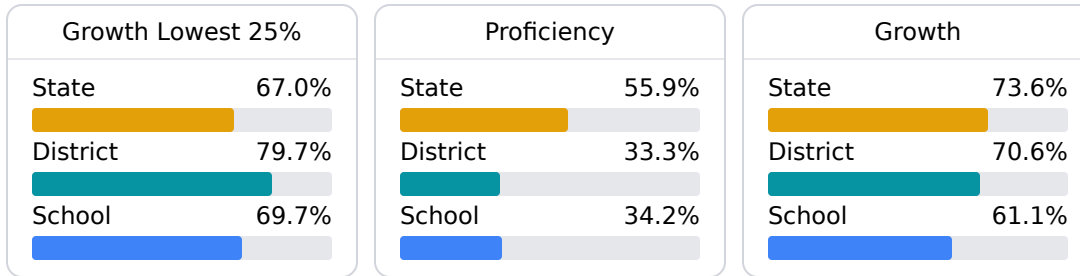 Growth Lowest 25%
State 67.0%
District 79.7%
School 69.7%
Proficiency
State 55.9%
District 33.3%
School 34.2%
Growth
State 73.6%
District 70.6%
School 61.1%